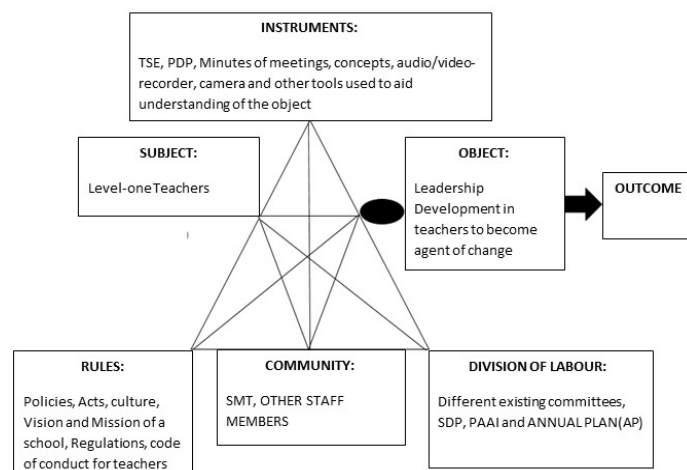 INSTRUMENTS:
TSE, PDP, Minutes of meetings, concepts, audio/video-
recorder, camera and other tools used to aid
understanding of the object
SUBJECT:
Level-one Teachers
OBJECT:
Leadership
Development in
teachers to become
agent of change
OUTCOME
RULES:
Policies, Acts, culture,
Vision and Mission of a
school, Regulations, code
of conduct for teachers
COMMUNITY:
SMT, OTHER STAFF
MEMBERS
DIVISION OF LABOUR:
Different existing committees,
SDP, PAAI and ANNUAL PLAN(AP)